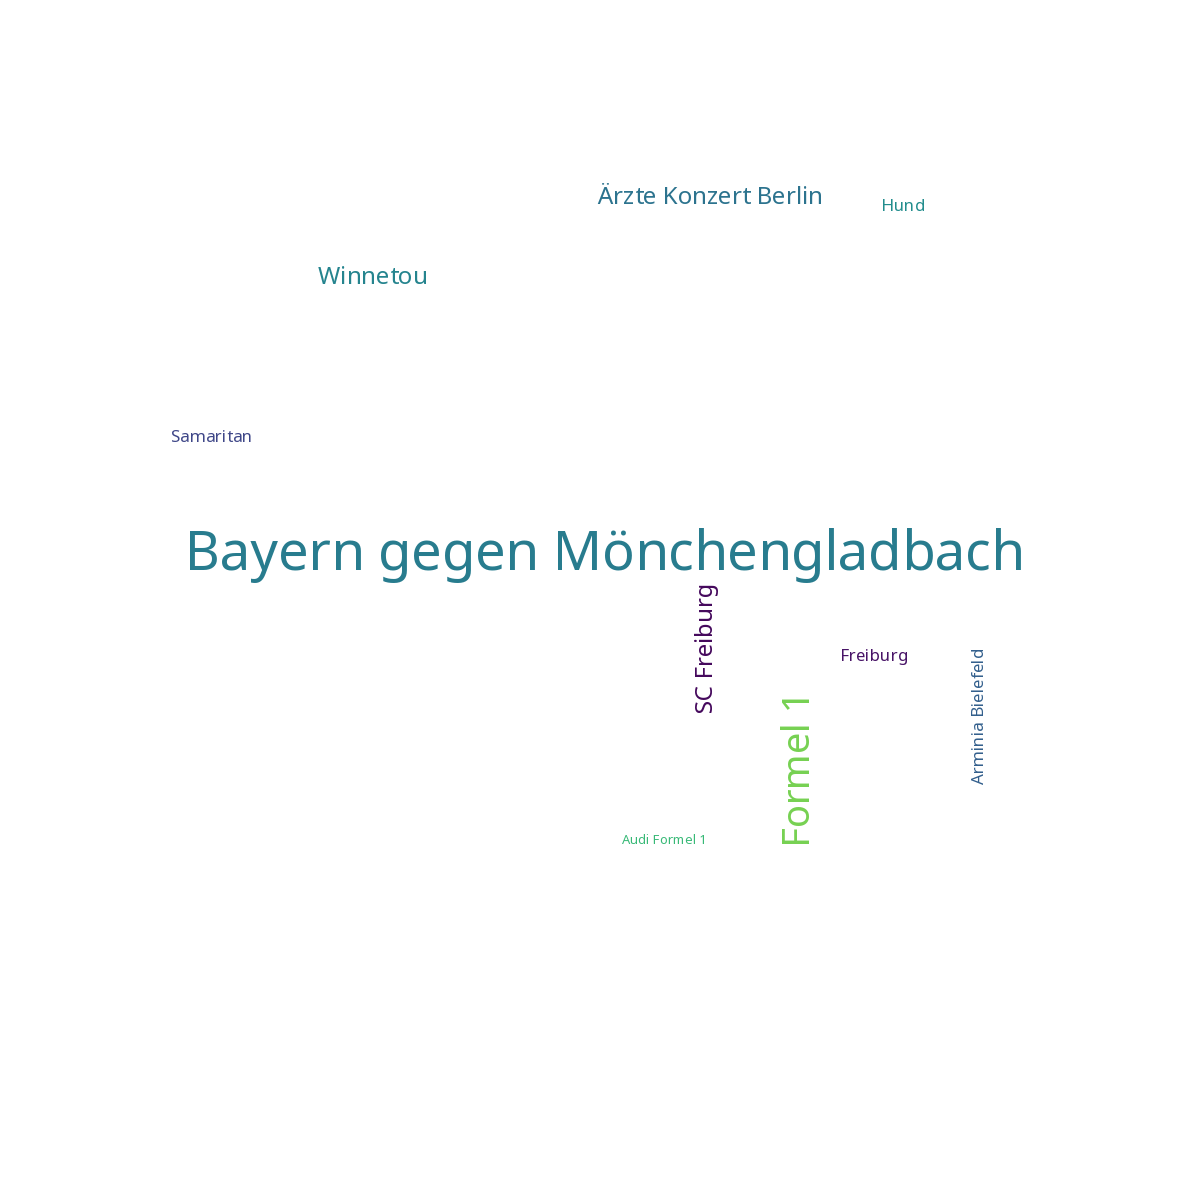 Ärzte Konzert Berlin
Hund
Winnetou
Samaritan
Bayern gegen Mönchengladbach
SC Freiburg
Freiburg
Arminia Bielefeld
Formel 1
Audi Formel 1